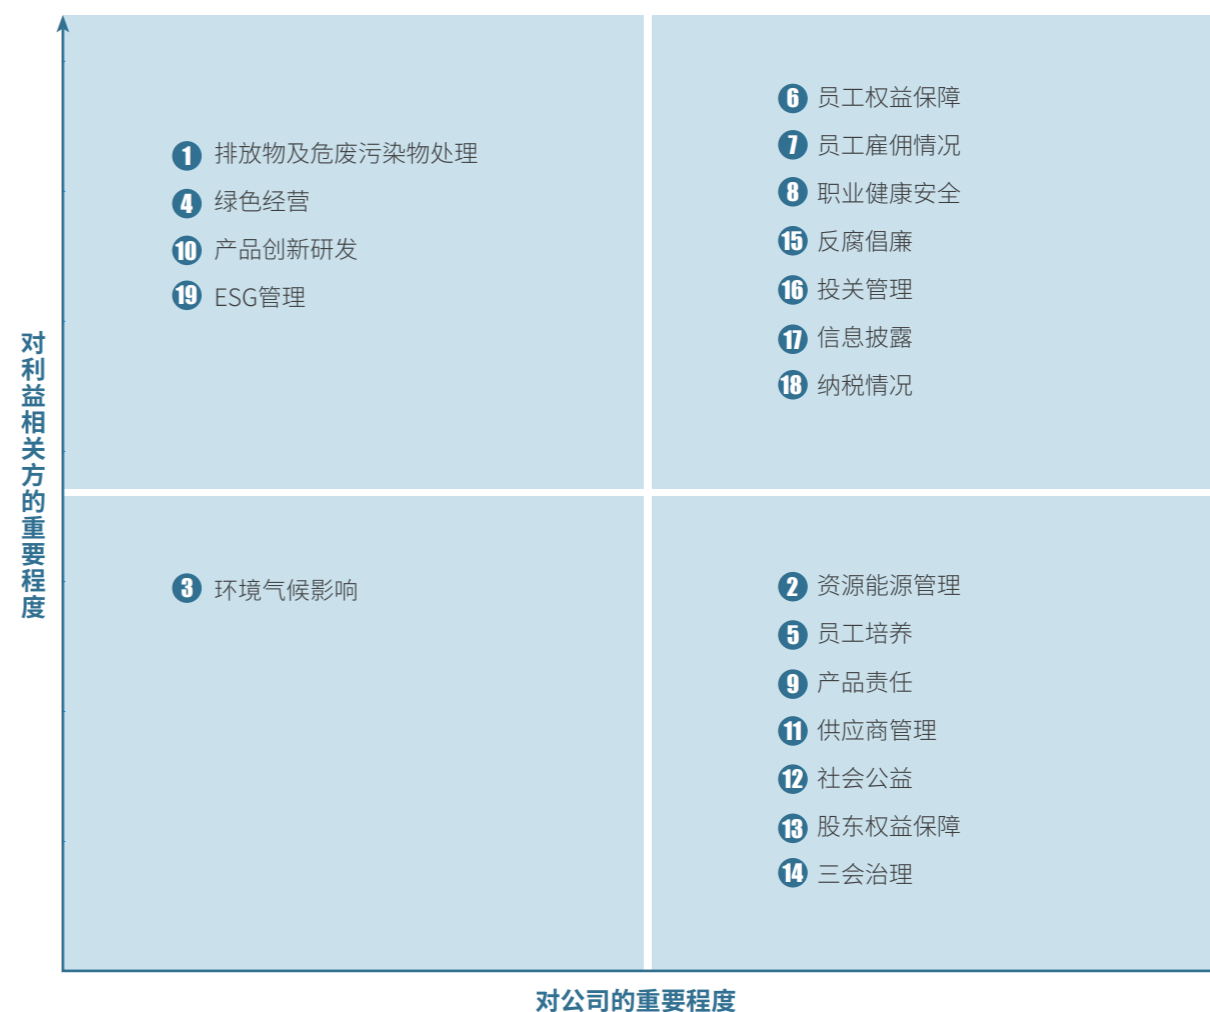 对利益相关方的重要程度
1 排放物及危废污染物处理
4 绿色经营
10 产品创新研发
19 ESG管理
6 员工权益保障
7 员工雇佣情况
8 职业健康安全
15 反腐倡廉
16 投关管理
17 信息披露
18 纳税情况
3 环境气候影响
2 资源能源管理
5 员工培养
9 产品责任
11 供应商管理
12 社会公益
13 股东权益保障
14 三会治理
对公司的重要程度